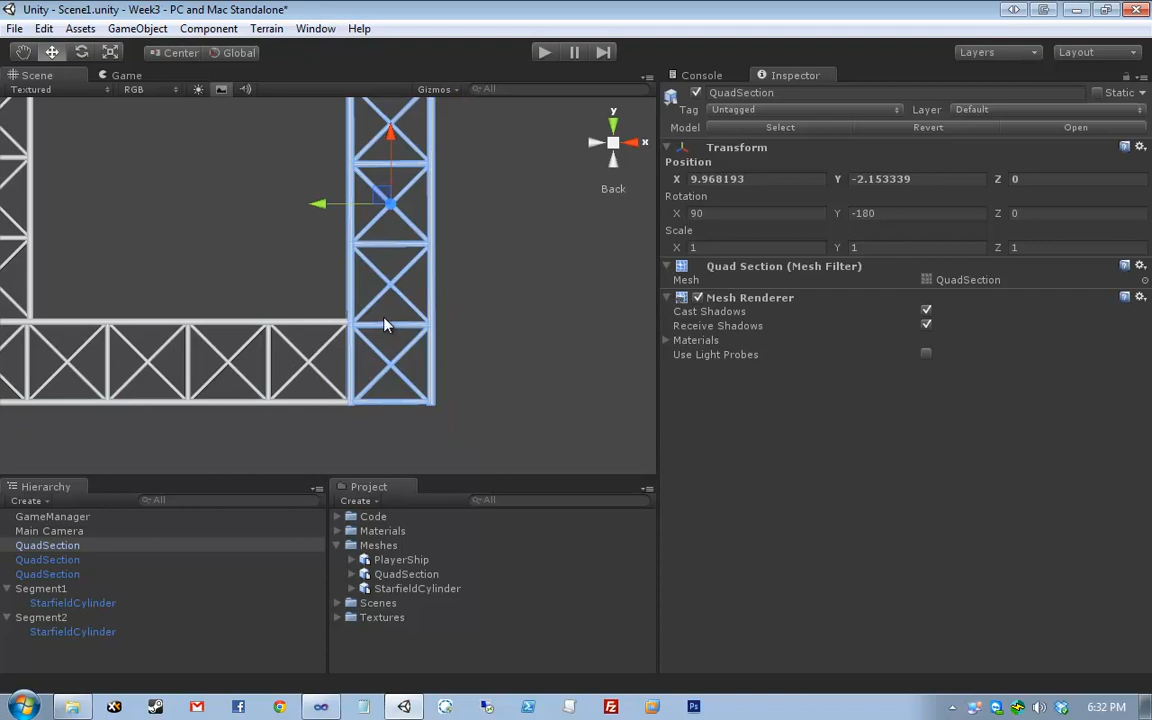 Unity - Scene1.unity - Week3 - PC and Mac Standalone*
File Edit Assets GameObject Component Terrain Window Help
Center Global Layers Layout
Scene Game Console Inspector
Textured RGB Gizmos All
QuadSection Static
Tag Untagged Layer Default
Model Select Revert Open
Transform
Position
X 9.968193 Y -2.153339 Z 0
Rotation
X 90 Y -180 Z 0
Scale
X 1 Y 1 Z 1
Quad Section (Mesh Filter)
Mesh QuadSection
Mesh Renderer
Cast Shadows
Receive Shadows
Materials
Use Light Probes
y
x
Back
Hierarchy
Create All
GameManager
Main Camera
QuadSection
QuadSection
QuadSection
Segment1
StarfieldCylinder
Segment2
StarfieldCylinder
Project
Create All
Code
Materials
Meshes
PlayerShip
QuadSection
StarfieldCylinder
Scenes
Textures
6:32 PM